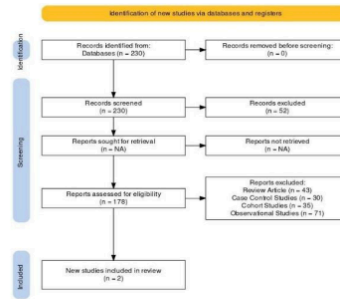 Identification of new studies via databases and registers
Identification
Records identified from:
Databases (n = 230)
Records removed before screening:
(n = 0)
Screening
Records screened
(n = 230)
Records excluded
(n = 52)
Reports sought for retrieval
(n = NA)
Reports not retrieved
(n = NA)
Reports assessed for eligibility
(n = 178)
Reports excluded:
Review Article (n = 43)
Case Control Studies (n = 30)
Cohort Studies (n = 35)
Observational Studies (n = 71)
Included
New studies included in review
(n = 2)